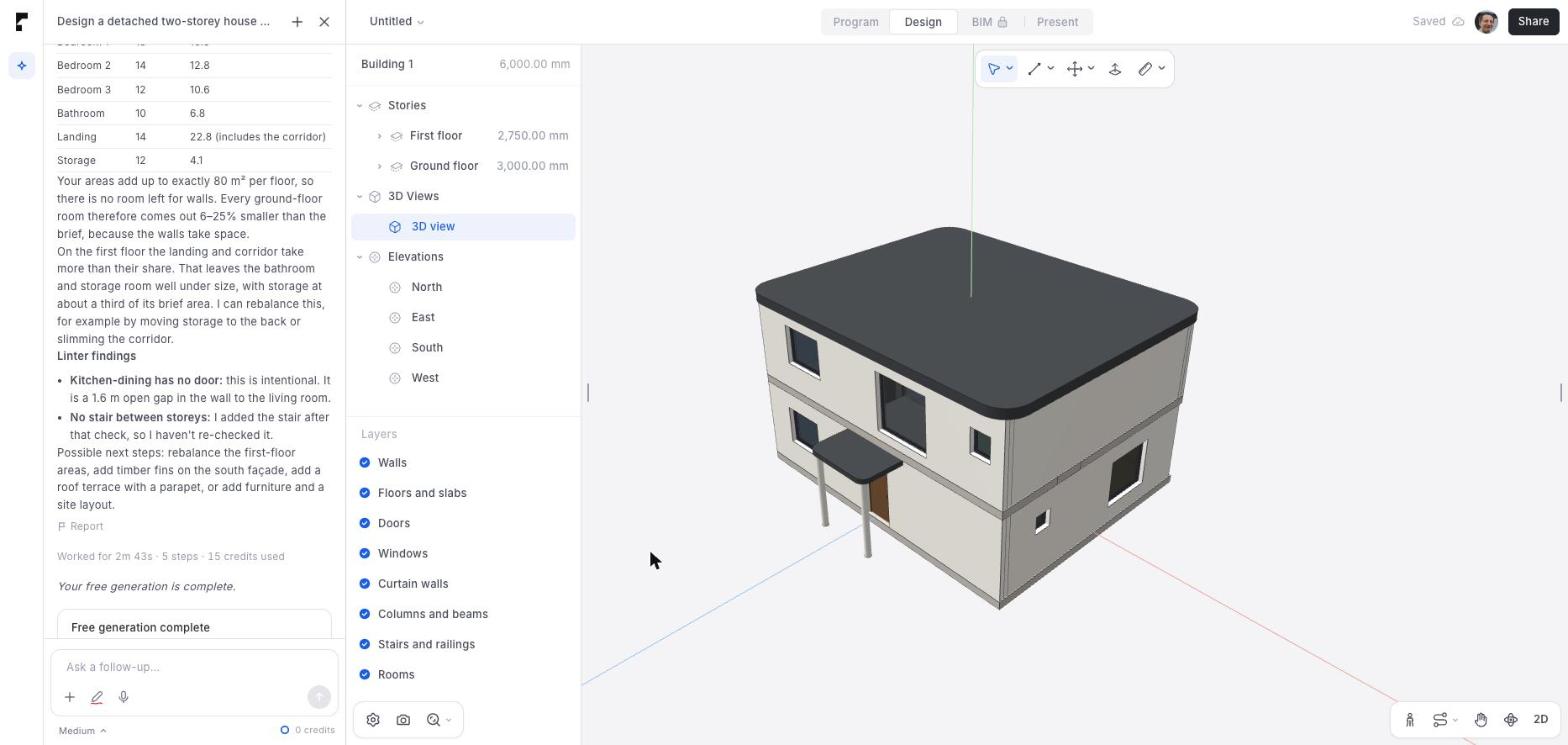 Design a detached two-storey house ...
Untitled
Program
Design
BIM
Present
Saved
Share
Bedroom 2 14 12.8
Bedroom 3 12 10.6
Bathroom 10 6.8
Landing 14 22.8 (includes the corridor)
Storage 12 4.1
Your areas add up to exactly 80 m² per floor, so
there is no room left for walls. Every ground-floor
room therefore comes out 6–25% smaller than the
brief, because the walls take space.
On the first floor the landing and corridor take
more than their share. That leaves the bathroom
and storage room well under size, with storage at
about a third of its brief area. I can rebalance this,
for example by moving storage to the back or
slimming the corridor.
Linter findings
• Kitchen-dining has no door: this is intentional. It
is a 1.6 m open gap in the wall to the living room.
• No stair between storeys: I added the stair after
that check, so I haven't re-checked it.
Possible next steps: rebalance the first-floor
areas, add timber fins on the south façade, add a
roof terrace with a parapet, or add furniture and a
site layout.
Report
Worked for 2m 43s · 5 steps · 15 credits used
Your free generation is complete.
Free generation complete
Ask a follow-up...
Medium
0 credits
Building 1 6,000.00 mm
Stories
First floor 2,750.00 mm
Ground floor 3,000.00 mm
3D Views
3D view
Elevations
North
East
South
West
Layers
Walls
Floors and slabs
Doors
Windows
Curtain walls
Columns and beams
Stairs and railings
Rooms
2D